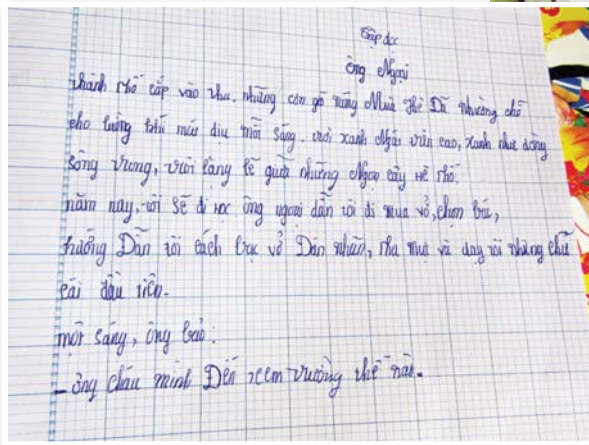 Tập đọc
ông Ngoại
thành phố cắp vào thu. những cơn gó nóng Mùa hè Đã nhường chỗ
cho luồng khí mát dịu mỗi sáng. trời xanh Ngắt trên cao, xanh như dòng
sông trong, trôi lặng lẽ giữa những Ngọn cây Hè phố.
năm nay, tôi sẽ đi học ông ngoại dẫn tôi đi mua vở, chọn bút,
hướng Dẫn tôi cách bọc vở Dán nhãn, pha mực và dạy tôi những chữ
cái đầu tiên.
một sáng, ông bảo:
– ông cháu mình Đến xem trường thế nào.